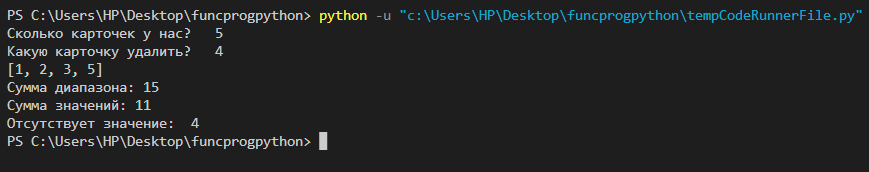 PS C:\Users\HP\Desktop\funcprogpython> python -u "c:\Users\HP\Desktop\funcprogpython\tempCodeRunnerFile.py"
Сколько карточек у нас?   5
Какую карточку удалить?   4
[1, 2, 3, 5]
Сумма диапазона: 15
Сумма значений: 11
Отсутствует значение:  4
PS C:\Users\HP\Desktop\funcprogpython>